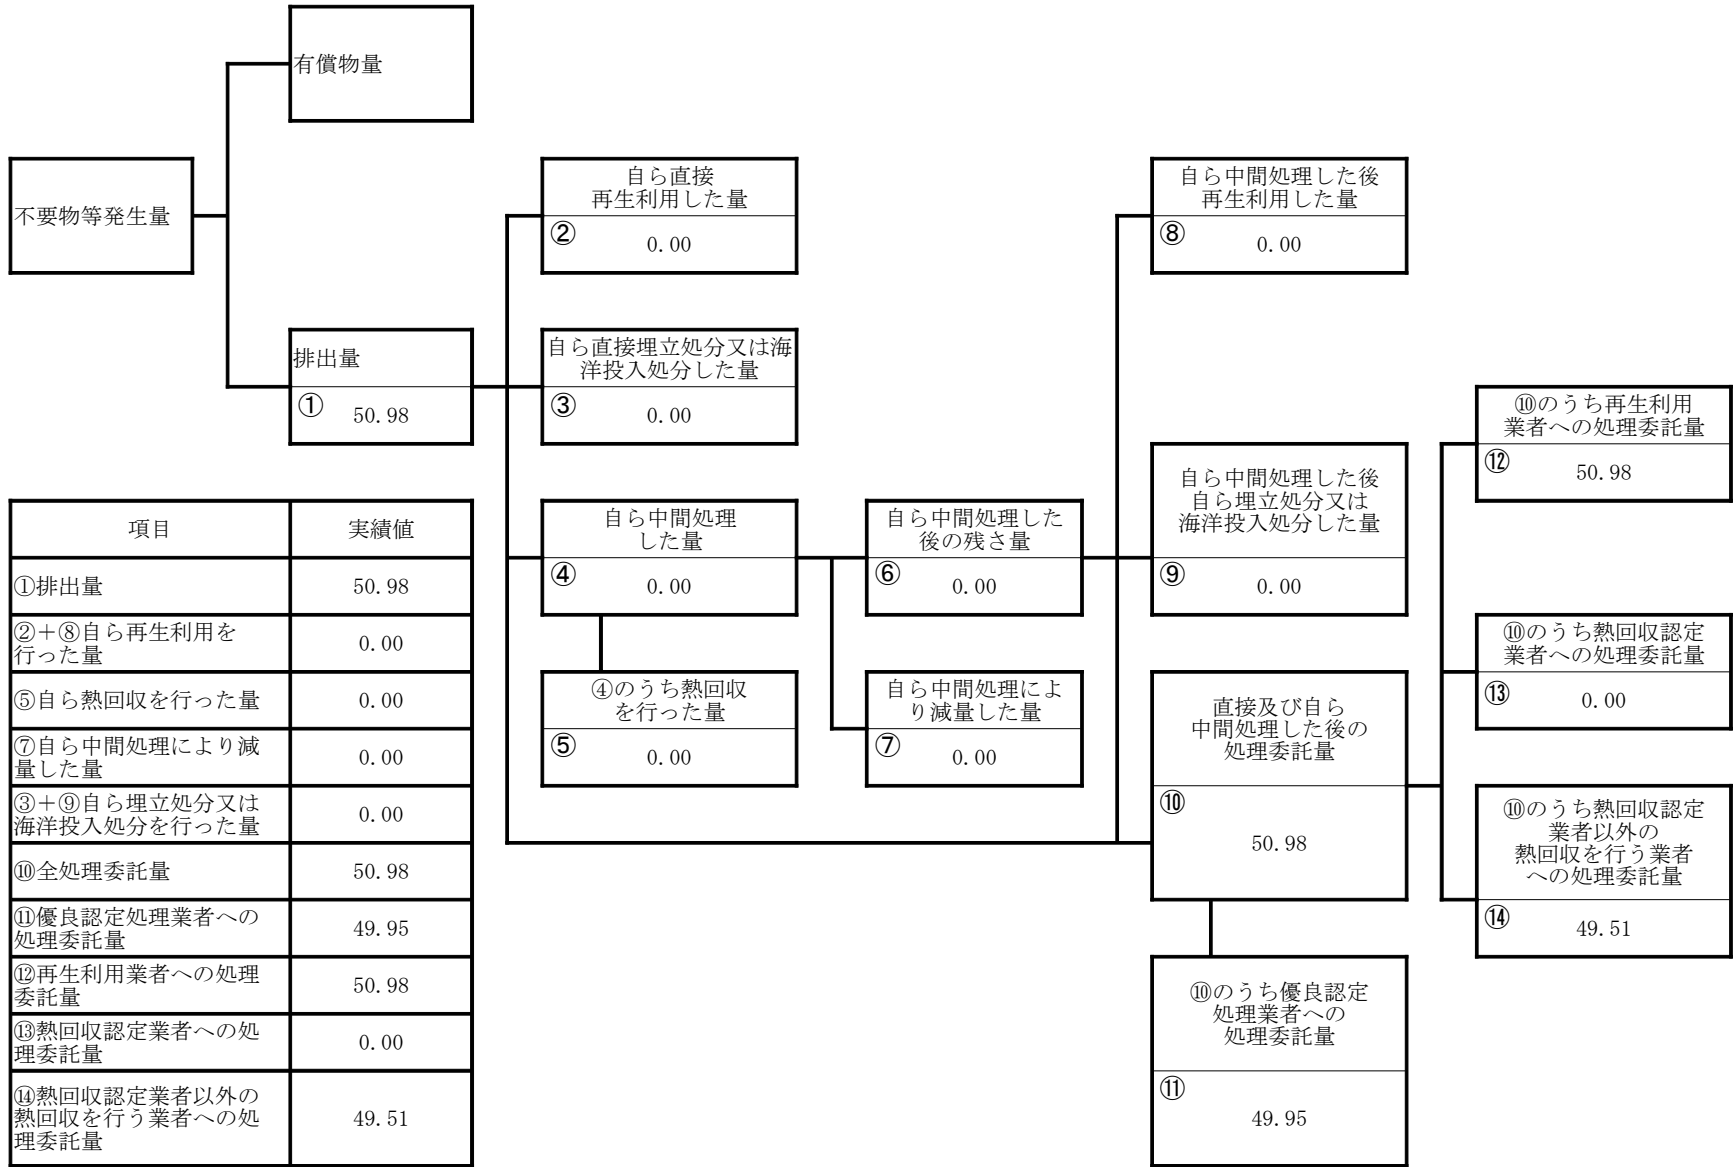 有償物量
不要物等発生量
自ら直接
再生利用した量
②
0.00
自ら中間処理した後
再生利用した量
⑧
0.00
排出量
①
50.98
自ら直接埋立処分又は海
洋投入処分した量
③
0.00
⑩のうち再生利用
業者への処理委託量
⑫
50.98
自ら中間処理
した量
④
0.00
自ら中間処理した
後の残さ量
⑥
0.00
自ら中間処理した後
自ら埋立処分又は
海洋投入処分した量
⑨
0.00
⑩のうち熱回収認定
業者への処理委託量
⑬
0.00
④のうち熱回収
を行った量
⑤
0.00
自ら中間処理によ
り減量した量
⑦
0.00
直接及び自ら
中間処理した後の
処理委託量
⑩
50.98
⑩のうち熱回収認定
業者以外の
熱回収を行う業者
への処理委託量
⑭
49.51
⑩のうち優良認定
処理業者への
処理委託量
⑪
49.95
項目 実績値
①排出量 50.98
②＋⑧自ら再生利用を
行った量 0.00
⑤自ら熱回収を行った量 0.00
⑦自ら中間処理により減
量した量 0.00
③＋⑨自ら埋立処分又は
海洋投入処分を行った量 0.00
⑩全処理委託量 50.98
⑪優良認定処理業者への
処理委託量 49.95
⑫再生利用業者への処理
委託量 50.98
⑬熱回収認定業者への処
理委託量 0.00
⑭熱回収認定業者以外の
熱回収を行う業者への処
理委託量 49.51